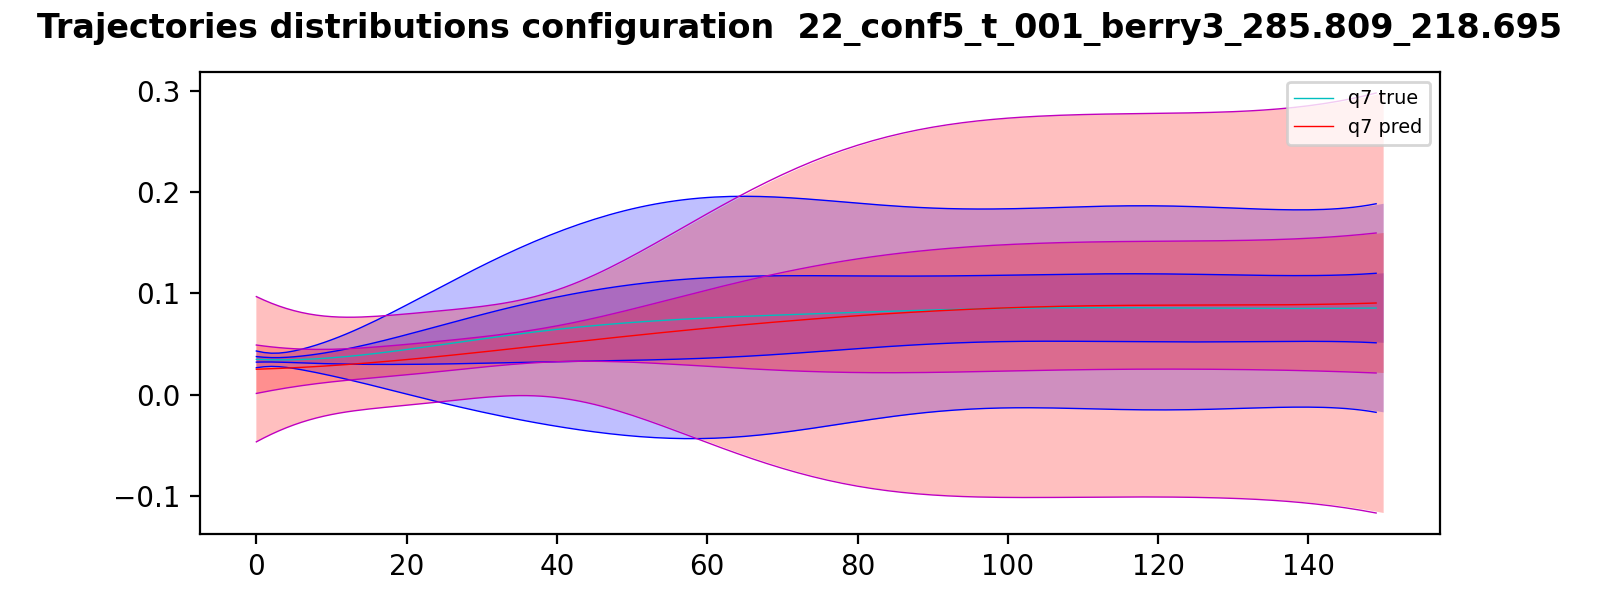 Trajectories distributions configuration  22_conf5_t_001_berry3_285.809_218.695
0.3
0.2
0.1
0.0
−0.1
0 20 40 60 80 100 120 140
q7 true
q7 pred